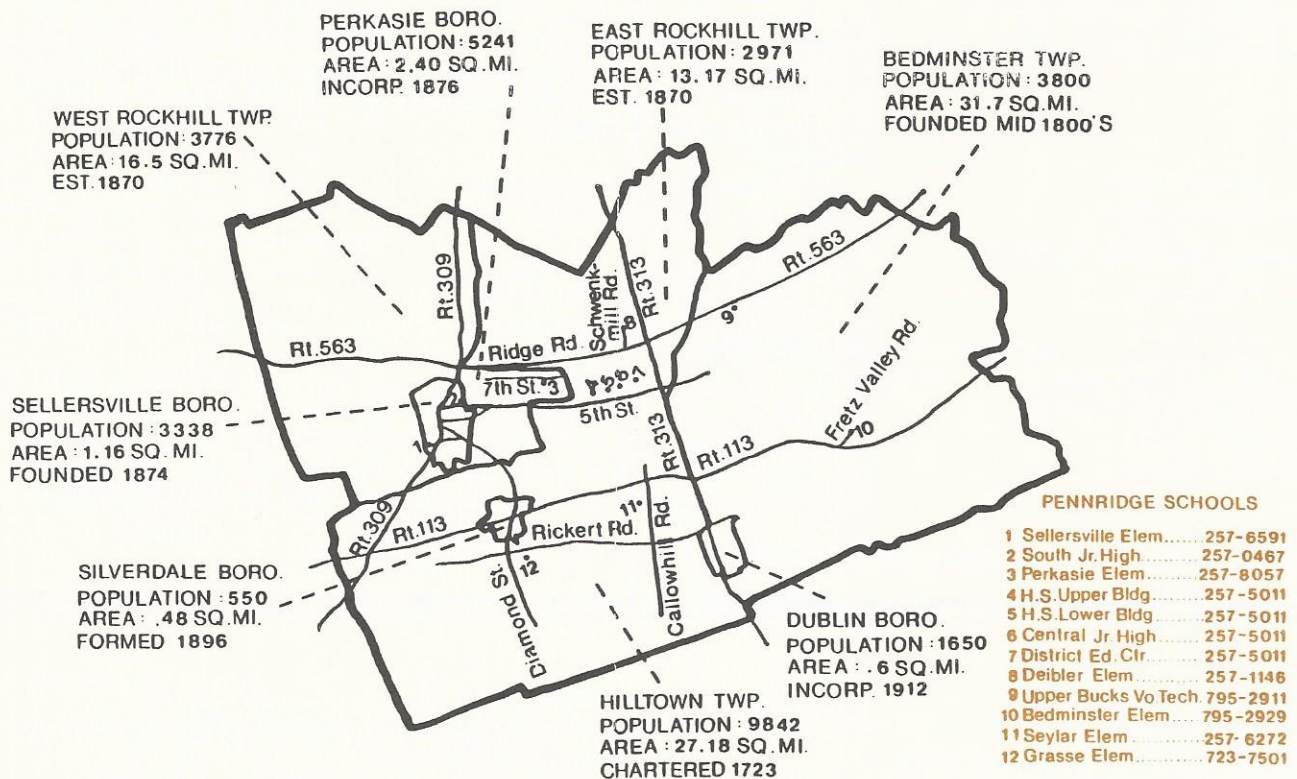 PERKASIE BORO.
POPULATION: 5241
AREA: 2.40 SQ.MI.
INCORP. 1876
EAST ROCKHILL TWP.
POPULATION: 2971
AREA: 13.17 SQ.MI.
EST. 1870
BEDMINSTER TWP.
POPULATION: 3800
AREA: 31.7 SQ.MI.
FOUNDED MID 1800'S
WEST ROCKHILL TWP.
POPULATION: 3776
AREA: 16.5 SQ.MI.
EST. 1870
Rt.309
Schwenk-
mill Rd.
Rt.313
Rt.563
8
9
Rt.563
Ridge Rd.
7th St.
3
5th St.
Fretz Valley Rd.
10
SELLERSVILLE BORO.
POPULATION: 3338
AREA: 1.16 SQ.MI.
FOUNDED 1874
1
Rt.313
Rt.113
Rt.309
Rt.113
11
Rickert Rd.
12
Diamond St.
Callowhill Rd.
SILVERDALE BORO.
POPULATION: 550
AREA: .48 SQ.MI.
FORMED 1896
DUBLIN BORO.
POPULATION: 1650
AREA: .6 SQ.MI.
INCORP. 1912
HILLTOWN TWP.
POPULATION: 9842
AREA: 27.18 SQ.MI.
CHARTERED 1723
PENNRIDGE SCHOOLS
1 Sellersville Elem....... 257-6591
2 South Jr. High......... 257-0467
3 Perkasie Elem......... 257-8057
4 H.S. Upper Bldg....... 257-5011
5 H.S. Lower Bldg....... 257-5011
6 Central Jr. High........ 257-5011
7 District Ed. Ctr........ 257-5011
8 Deibler Elem.......... 257-1146
9 Upper Bucks Vo. Tech. 795-2911
10 Bedminster Elem..... 795-2929
11 Seylar Elem........... 257-6272
12 Grasse Elem.......... 723-7501